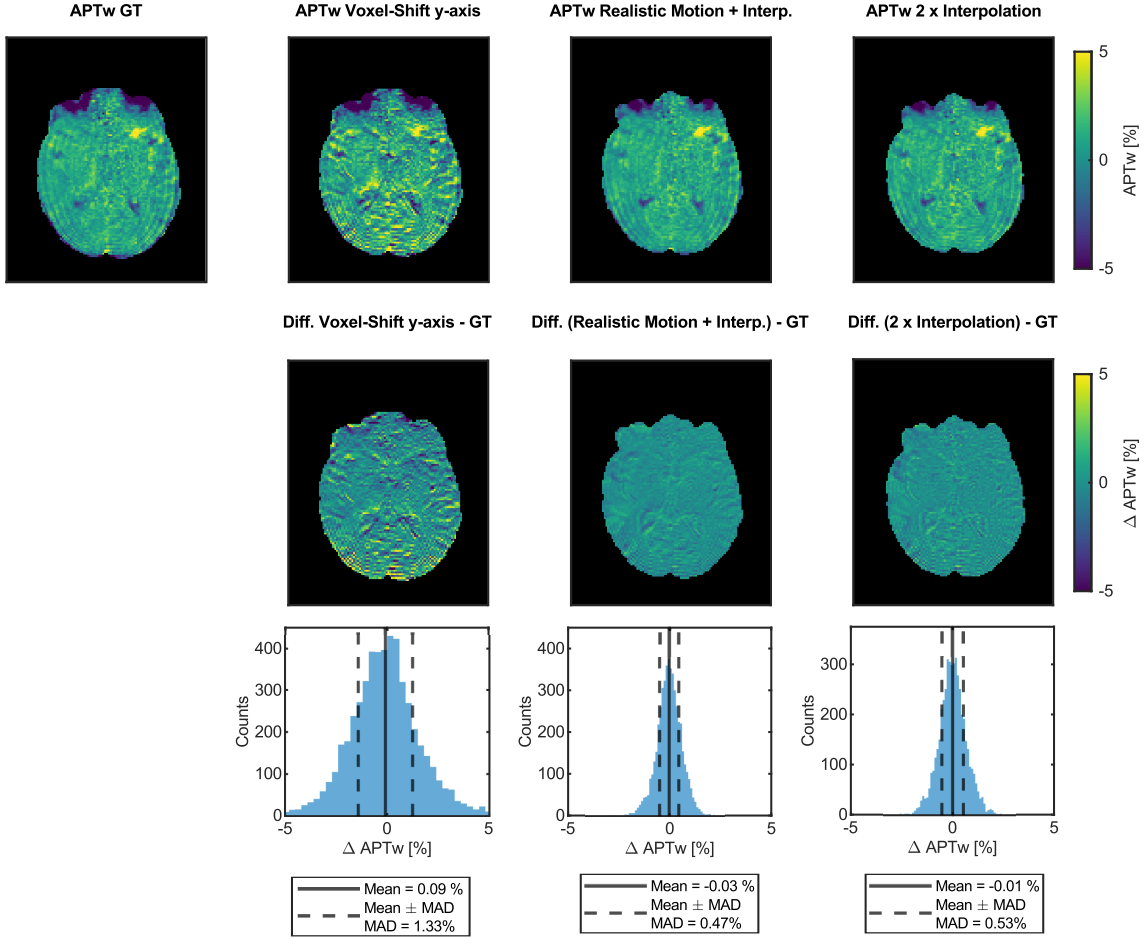 APTw GT
APTw Voxel-Shift y-axis
APTw Realistic Motion + Interp.
APTw 2 x Interpolation
5
0
-5
APTw [%]
Diff. Voxel-Shift y-axis - GT
Diff. (Realistic Motion + Interp.) - GT
Diff. (2 x Interpolation) - GT
5
0
-5
Δ APTw [%]
400
300
200
100
0
Counts
-5
0
5
Δ APTw [%]
400
300
200
100
0
Counts
-5
0
5
Δ APTw [%]
300
200
100
0
Counts
-5
0
5
Δ APTw [%]
Mean = 0.09 %
Mean ± MAD
MAD = 1.33%
Mean = -0.03 %
Mean ± MAD
MAD = 0.47%
Mean = -0.01 %
Mean ± MAD
MAD = 0.53%